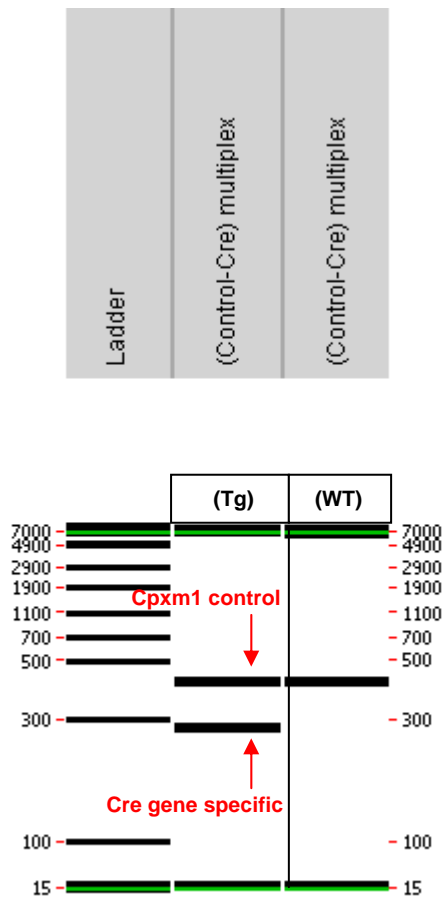 Ladder
(Control-Cre) multiplex
(Control-Cre) multiplex
(Tg) (WT)
7000 7000
4900 4900
2900 2900
1900 1900
Cpxm1 control
1100 1100
700 700
500 500
300 300
Cre gene specific
100 100
15 15